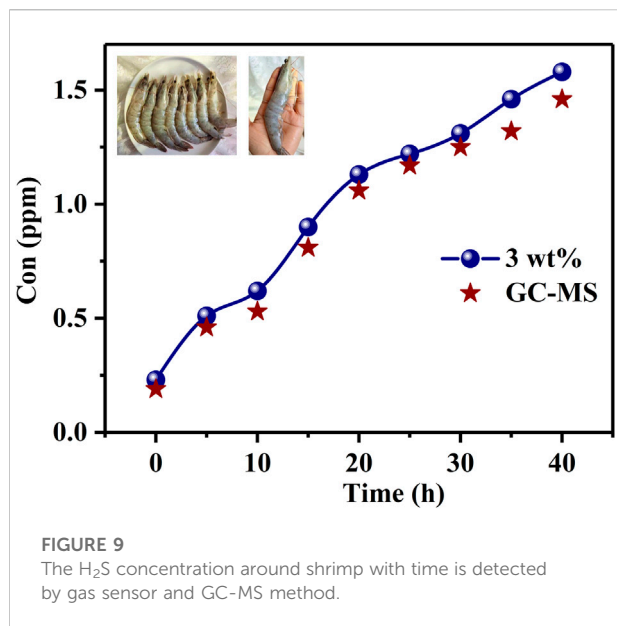 1.5
1.0
0.5
0.0
Con (ppm)
3 wt%
GC-MS
0 10 20 30 40
Time (h)
FIGURE 9
The H₂S concentration around shrimp with time is detected
by gas sensor and GC-MS method.